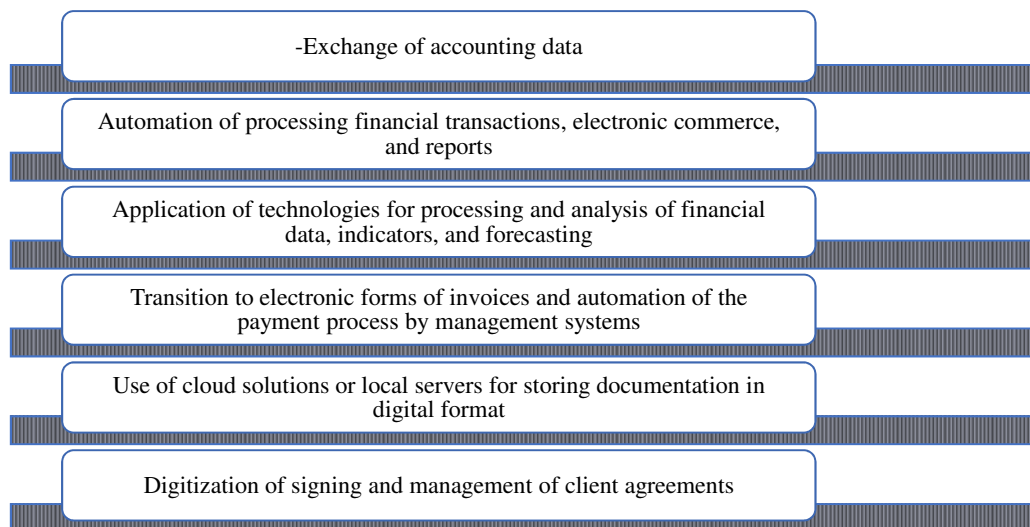 -Exchange of accounting data
Automation of processing financial transactions, electronic commerce,
and reports
Application of technologies for processing and analysis of financial
data, indicators, and forecasting
Transition to electronic forms of invoices and automation of the
payment process by management systems
Use of cloud solutions or local servers for storing documentation in
digital format
Digitization of signing and management of client agreements